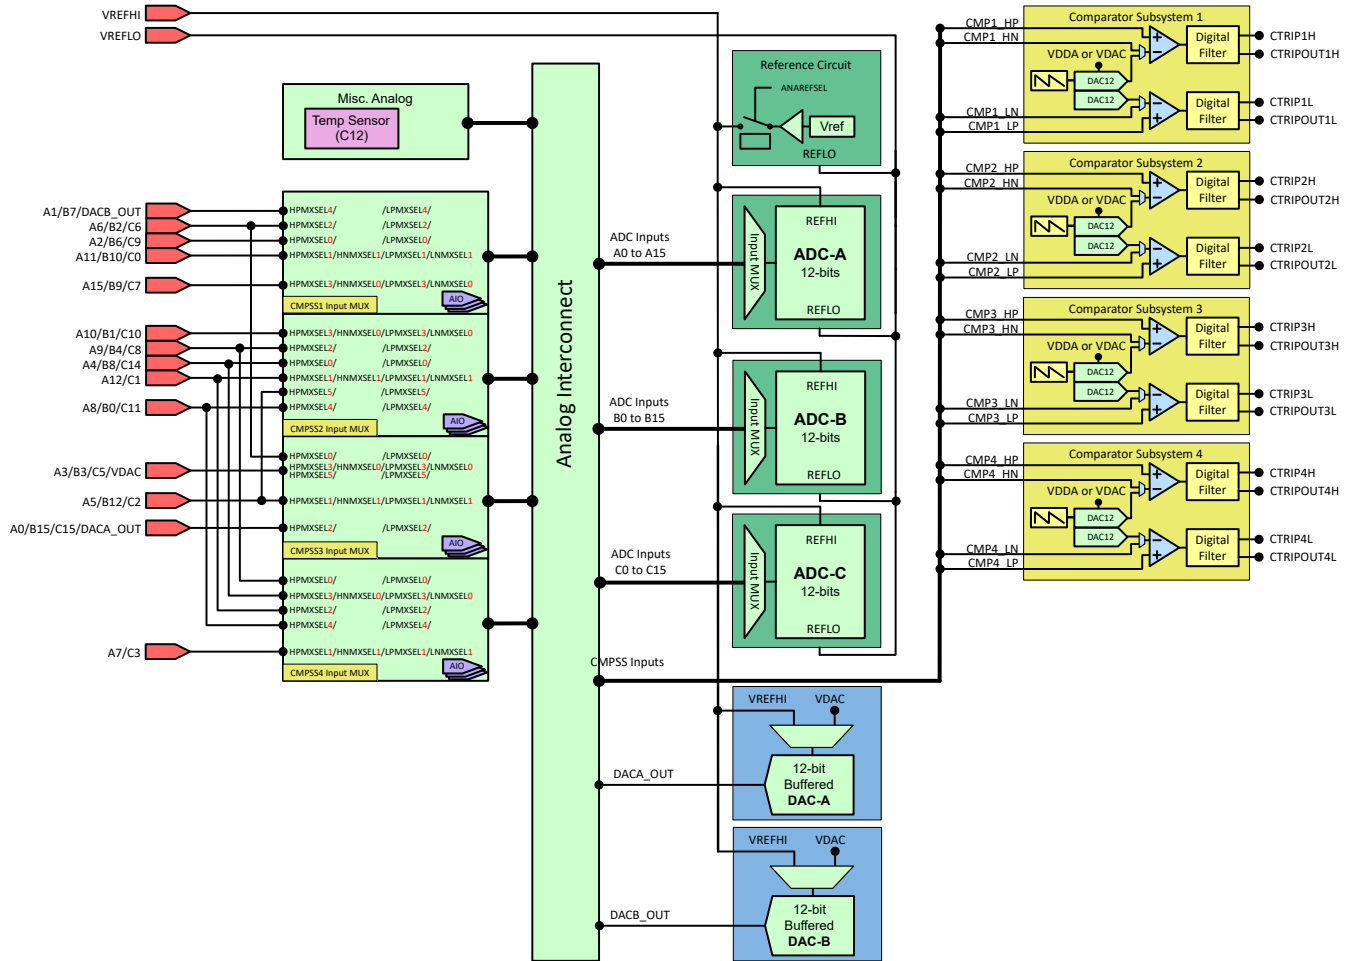 VREFHI
VREFLO
Misc. Analog
Temp Sensor
(C12)
A1/B7/DACB_OUT
A6/B2/C6
A2/B6/C9
A11/B10/C0
A15/B9/C7
A10/B1/C10
A9/B4/C8
A4/B8/C14
A12/C1
A8/B0/C11
A3/B3/C5/VDAC
A5/B12/C2
A0/B15/C15/DACA_OUT
A7/C3
HPMXSEL4/ /LPMXSEL4/
HPMXSEL2/ /LPMXSEL2/
HPMXSEL0/ /LPMXSEL0/
HPMXSEL1/HNMXSEL1/LPMXSEL1/LNMXSEL1
HPMXSEL3/HNMXSEL0/LPMXSEL3/LNMXSEL0
CMPSS1 Input MUX
AIO
HPMXSEL3/HNMXSEL0/LPMXSEL3/LNMXSEL0
HPMXSEL2/ /LPMXSEL2/
HPMXSEL0/ /LPMXSEL0/
HPMXSEL1/HNMXSEL1/LPMXSEL1/LNMXSEL1
HPMXSEL5/ /LPMXSEL5/
HPMXSEL4/ /LPMXSEL4/
CMPSS2 Input MUX
AIO
HPMXSEL0/ /LPMXSEL0/
HPMXSEL3/HNMXSEL0/LPMXSEL3/LNMXSEL0
HPMXSEL5/ /LPMXSEL5/
HPMXSEL1/HNMXSEL1/LPMXSEL1/LNMXSEL1
HPMXSEL2/ /LPMXSEL2/
CMPSS3 Input MUX
AIO
HPMXSEL0/ /LPMXSEL0/
HPMXSEL3/HNMXSEL0/LPMXSEL3/LNMXSEL0
HPMXSEL2/ /LPMXSEL2/
HPMXSEL4/ /LPMXSEL4/
HPMXSEL1/HNMXSEL1/LPMXSEL1/LNMXSEL1
CMPSS4 Input MUX
AIO
Analog Interconnect
Reference Circuit
ANAREFSEL
Vref
REFLO
ADC Inputs
A0 to A15
Input MUX
REFHI
ADC-A
12-bits
REFLO
ADC Inputs
B0 to B15
Input MUX
REFHI
ADC-B
12-bits
REFLO
ADC Inputs
C0 to C15
Input MUX
REFHI
ADC-C
12-bits
REFLO
CMPSS Inputs
VREFHI VDAC
DACA_OUT
12-bit
Buffered
DAC-A
VREFHI VDAC
DACB_OUT
12-bit
Buffered
DAC-B
Comparator Subsystem 1
CMP1_HP
CMP1_HN
VDDA or VDAC
DAC12
DAC12
CMP1_LN
CMP1_LP
Digital
Filter
Digital
Filter
CTRIP1H
CTRIPOUT1H
CTRIP1L
CTRIPOUT1L
Comparator Subsystem 2
CMP2_HP
CMP2_HN
VDDA or VDAC
DAC12
DAC12
CMP2_LN
CMP2_LP
Digital
Filter
Digital
Filter
CTRIP2H
CTRIPOUT2H
CTRIP2L
CTRIPOUT2L
Comparator Subsystem 3
CMP3_HP
CMP3_HN
VDDA or VDAC
DAC12
DAC12
CMP3_LN
CMP3_LP
Digital
Filter
Digital
Filter
CTRIP3H
CTRIPOUT3H
CTRIP3L
CTRIPOUT3L
Comparator Subsystem 4
CMP4_HP
CMP4_HN
VDDA or VDAC
DAC12
DAC12
CMP4_LN
CMP4_LP
Digital
Filter
Digital
Filter
CTRIP4H
CTRIPOUT4H
CTRIP4L
CTRIPOUT4L